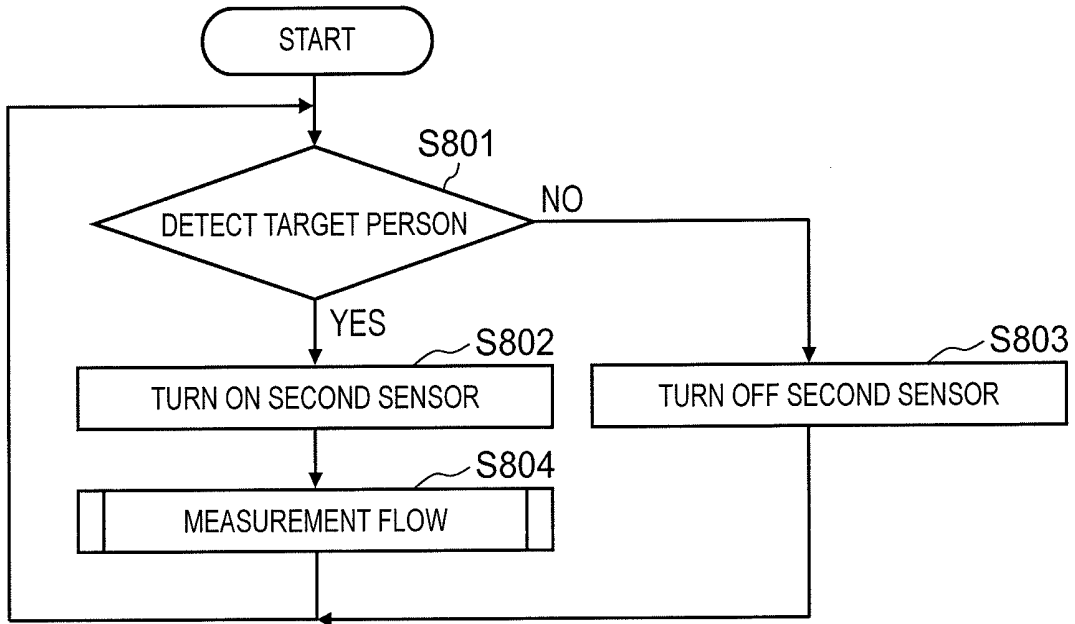 START
S801
DETECT TARGET PERSON
NO
YES
S802
TURN ON SECOND SENSOR
S803
TURN OFF SECOND SENSOR
S804
MEASUREMENT FLOW